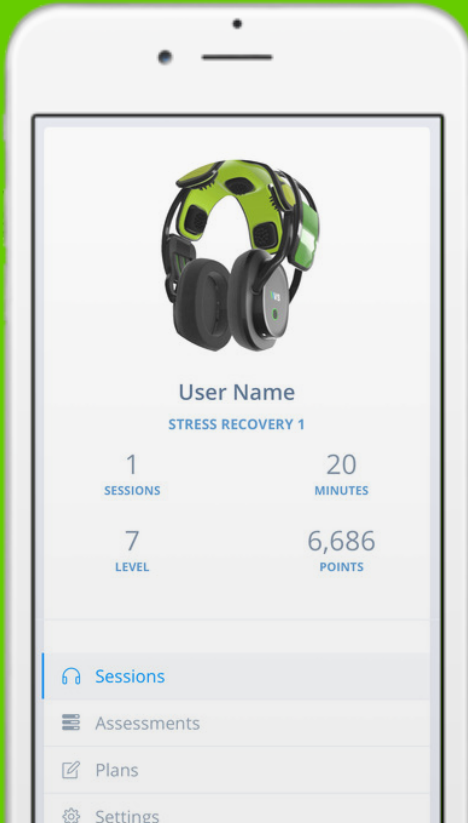 User Name
STRESS RECOVERY 1
1 20
SESSIONS MINUTES
7 6,686
LEVEL POINTS
Sessions
Assessments
Plans
Settings